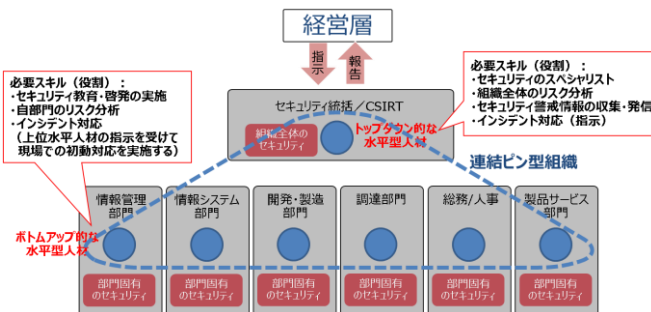 経営層
指示
報告
必要スキル（役割）：
・セキュリティ教育・啓発の実施
・自部門のリスク分析
・インシデント対応
（上位水平人材の指示を受けて
現場での初動対応を実施する）
必要スキル（役割）：
・セキュリティのスペシャリスト
・組織全体のリスク分析
・セキュリティ警戒情報の収集・発信
・インシデント対応（指示）
セキュリティ統括／CSIRT
組織全体の
セキュリティ
トップダウン的な
水平型人材
連結ピン型組織
情報管理
部門
情報システム
部門
開発・製造
部門
調達部門
総務/人事
製品サービス
部門
ボトムアップ的な
水平型人材
部門固有
のセキュリティ
部門固有
のセキュリティ
部門固有
のセキュリティ
部門固有
のセキュリティ
部門固有
のセキュリティ
部門固有
のセキュリティ